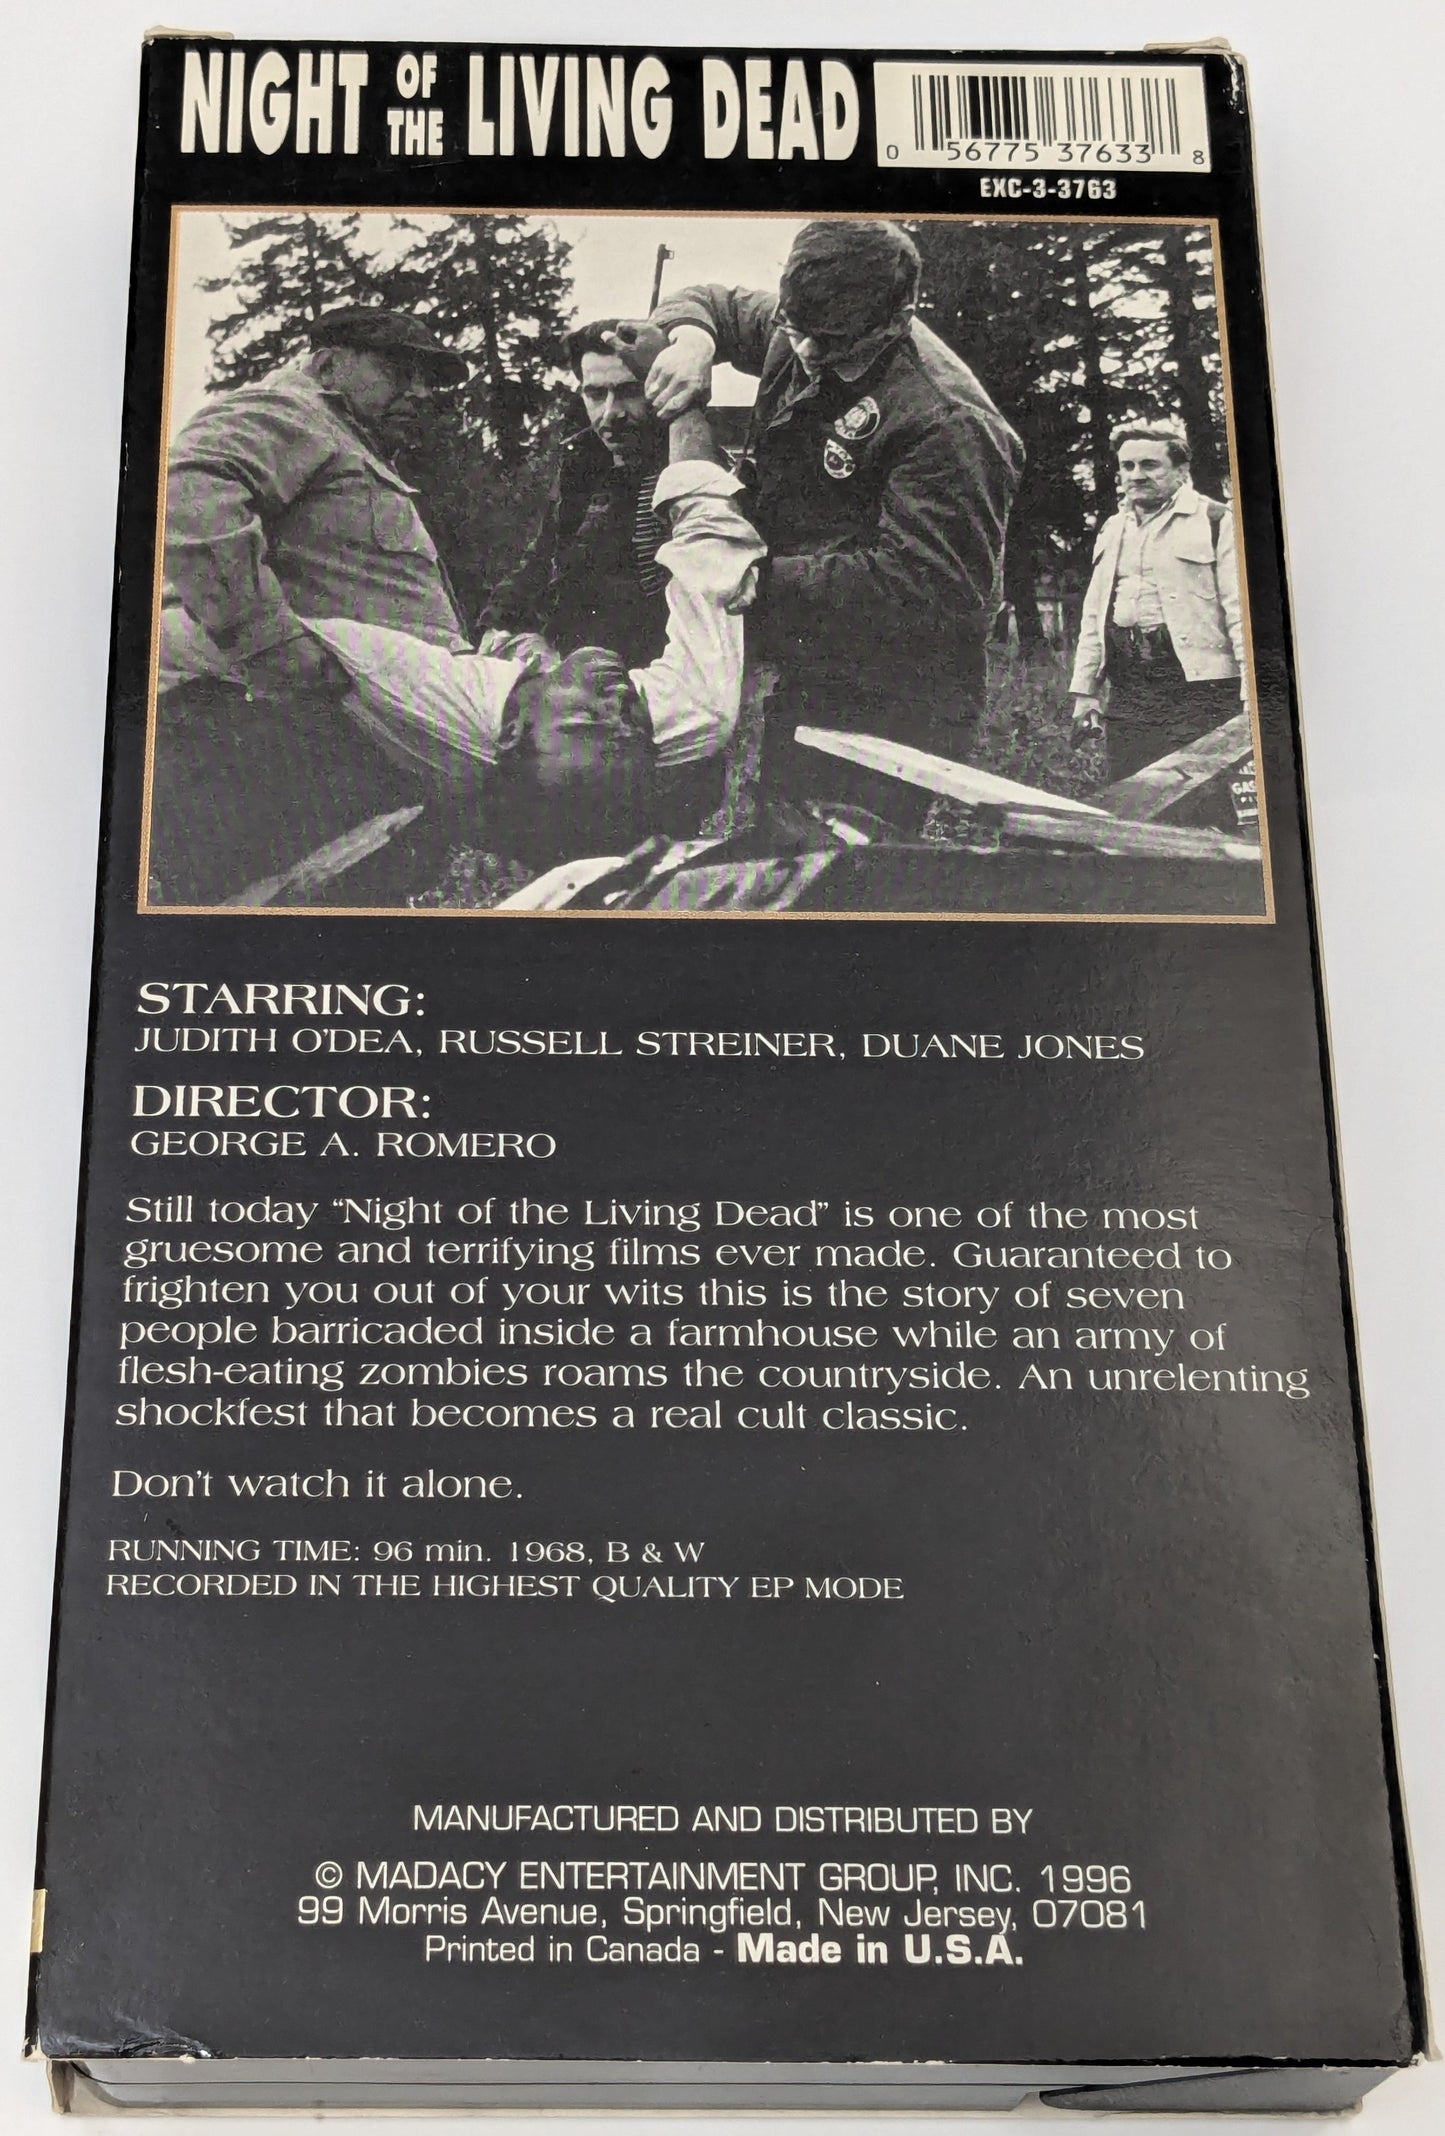 NIGHT OF THE LIVING DEAD
0 56775 37633 8
EXC-3-3763
GAS
STARRING:
JUDITH O'DEA, RUSSELL STREINER, DUANE JONES
DIRECTOR:
GEORGE A. ROMERO
Still today “Night of the Living Dead” is one of the most
gruesome and terrifying films ever made. Guaranteed to
frighten you out of your wits this is the story of seven
people barricaded inside a farmhouse while an army of
flesh-eating zombies roams the countryside. An unrelenting
shockfest that becomes a real cult classic.
Don't watch it alone.
RUNNING TIME: 96 min. 1968, B & W
RECORDED IN THE HIGHEST QUALITY EP MODE
MANUFACTURED AND DISTRIBUTED BY
© MADACY ENTERTAINMENT GROUP, INC. 1996
99 Morris Avenue, Springfield, New Jersey, 07081
Printed in Canada - Made in U.S.A.